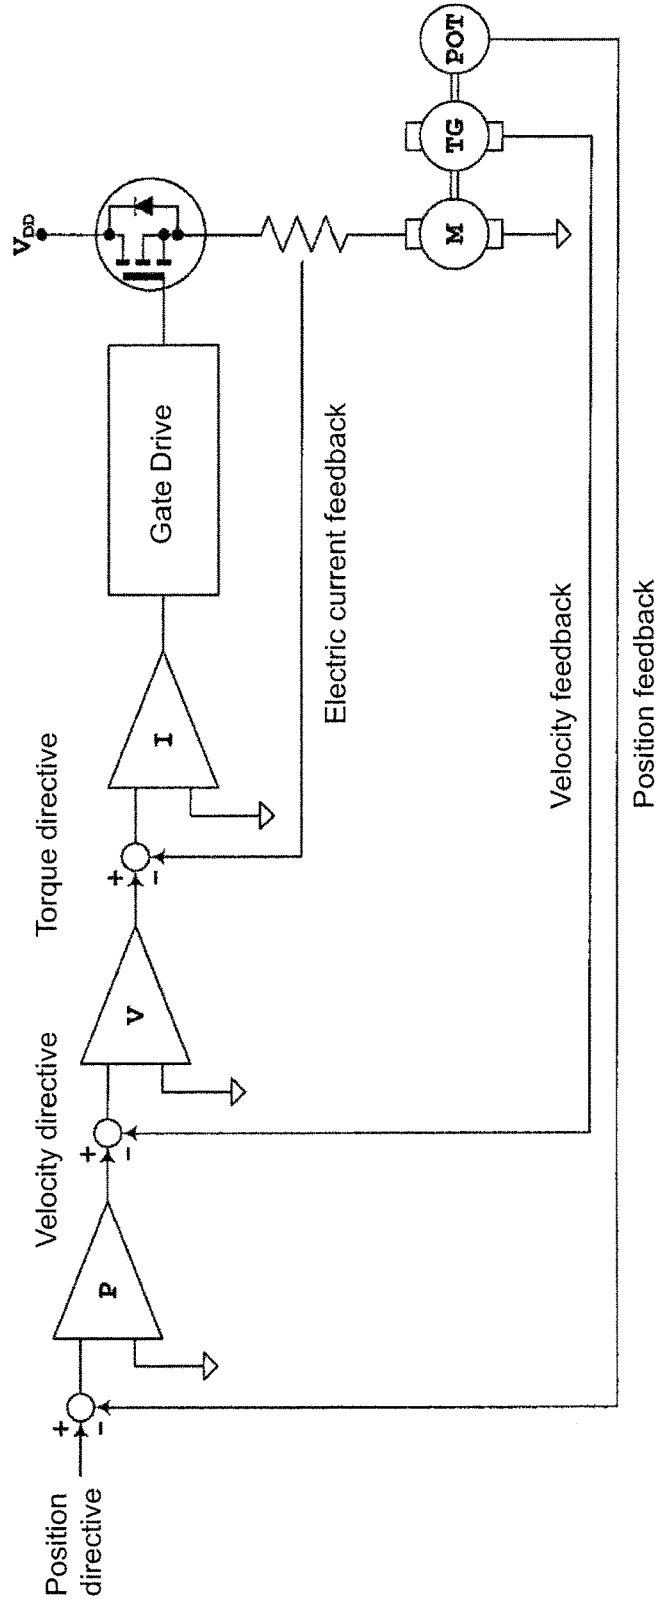 Position
directive
+
-
P
Velocity directive
+
-
V
Torque directive
+
-
I
Gate Drive
VDD
M
TG
POT
Electric current feedback
Velocity feedback
Position feedback